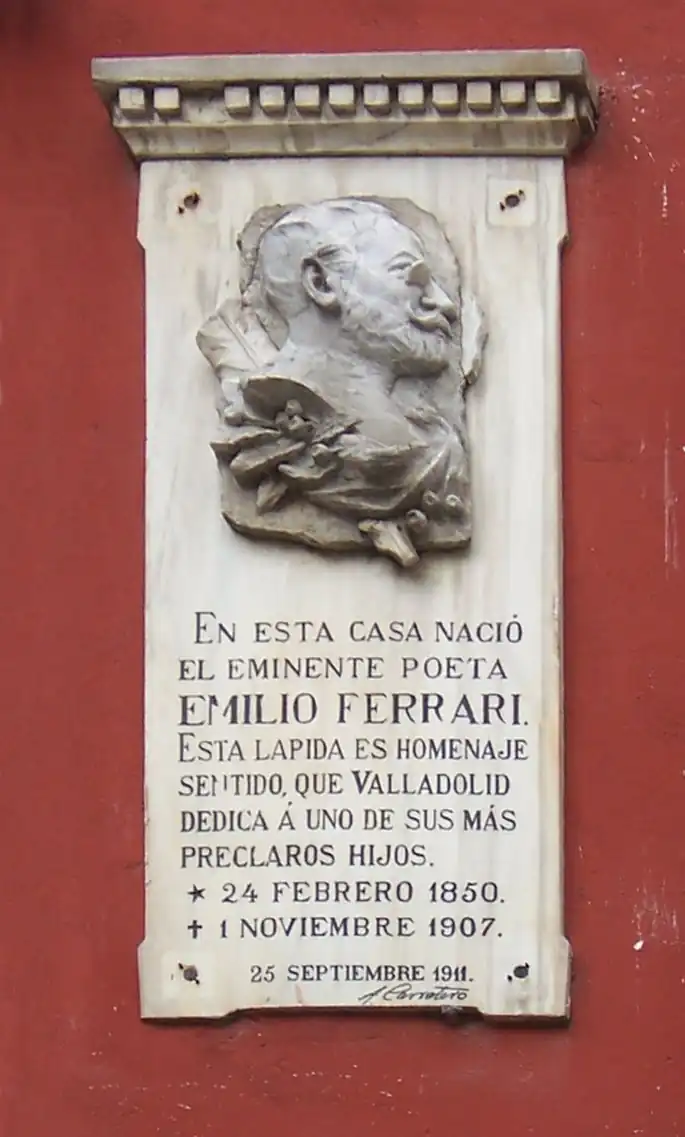 EN ESTA CASA NACIÓ
EL EMINENTE POETA
EMILIO FERRARI.
ESTA LAPIDA ES HOMENAJE
SENTIDO, QUE VALLADOLID
DEDICA Á UNO DE SUS MÁS
PRECLAROS HIJOS.
★ 24 FEBRERO 1850.
✝ 1 NOVIEMBRE 1907.
25 SEPTIEMBRE 1911.
A Carretero